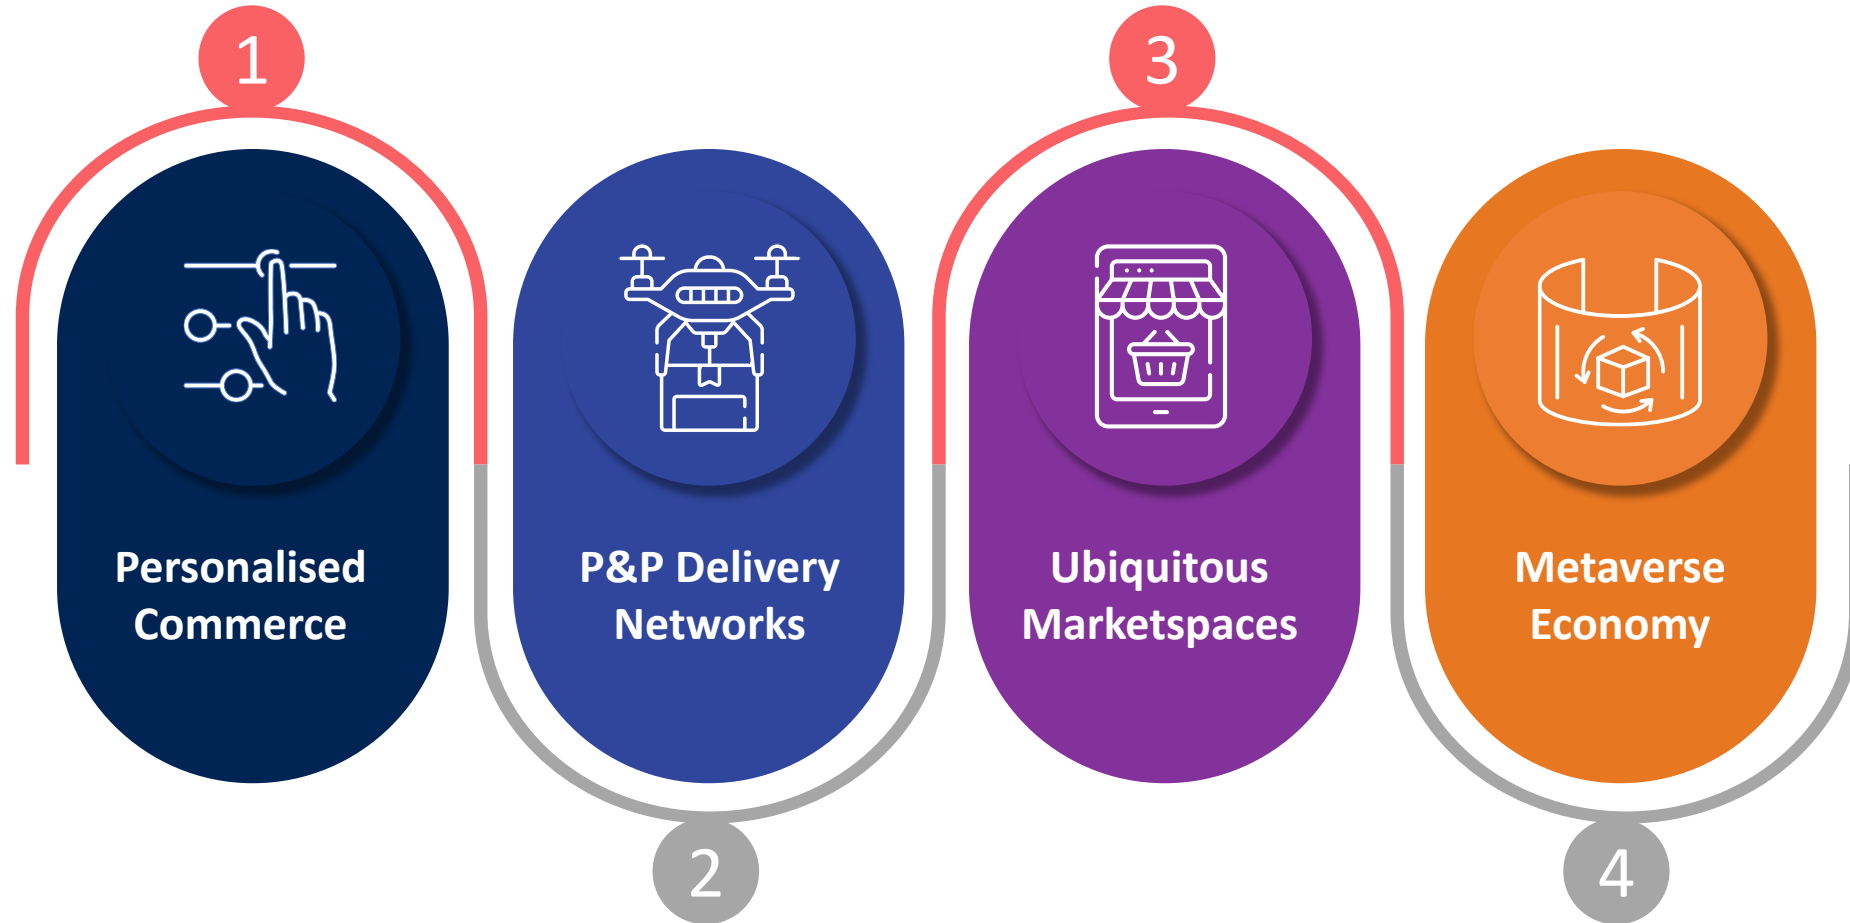 1
Personalised
Commerce
P&P Delivery
Networks
2
3
Ubiquitous
Marketspaces
Metaverse
Economy
4